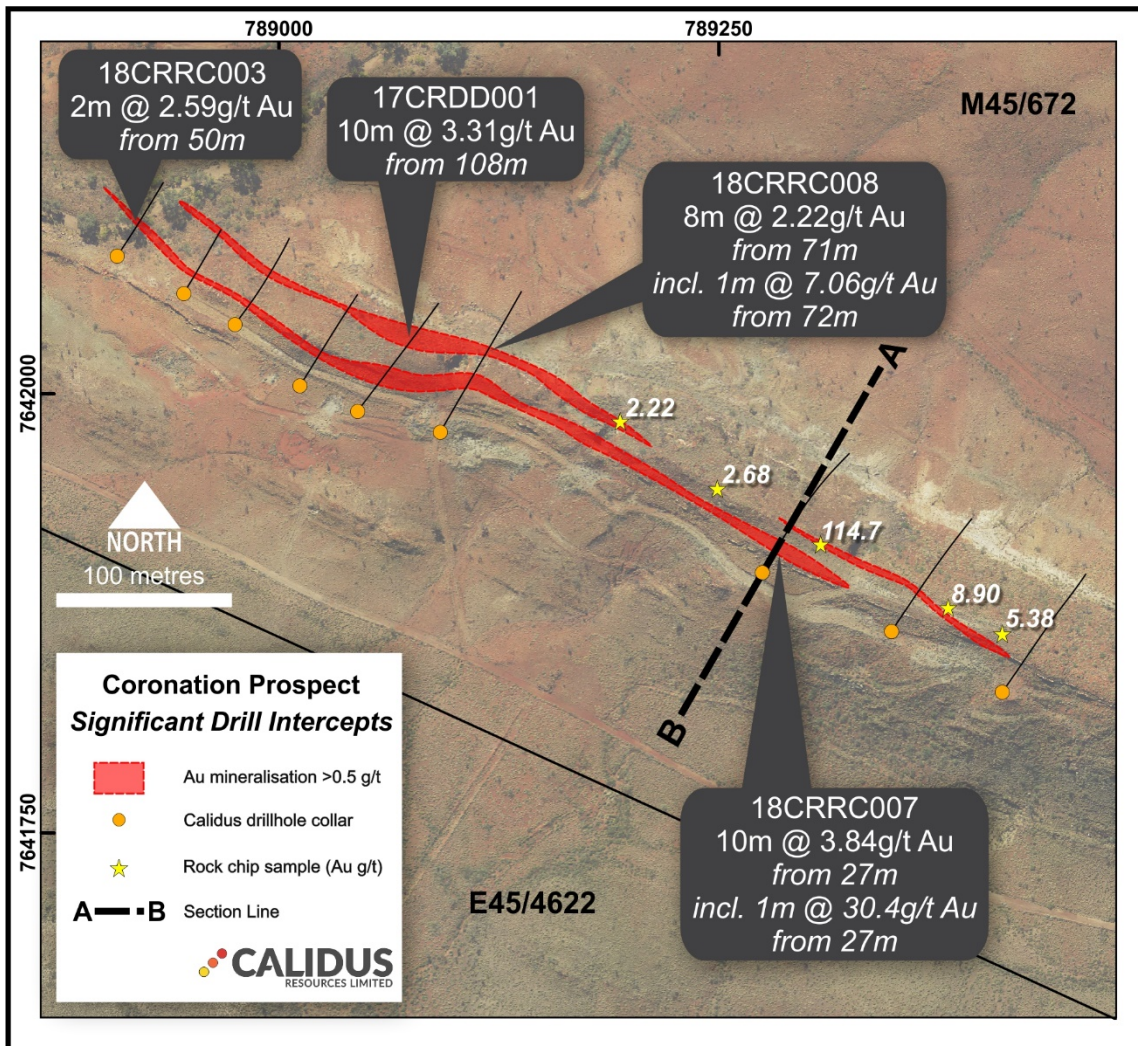 789000
789250
18CRRC003
2m @ 2.59g/t Au
from 50m
17CRDD001
10m @ 3.31g/t Au
from 108m
M45/672
18CRRC008
8m @ 2.22g/t Au
from 71m
incl. 1m @ 7.06g/t Au
from 72m
A
7642000
2.22
2.68
114.7
8.90
5.38
NORTH
100 metres
B
Coronation Prospect
Significant Drill Intercepts
Au mineralisation >0.5 g/t
Calidus drillhole collar
Rock chip sample (Au g/t)
A B Section Line
CALIDUS
RESOURCES LIMITED
7641750
E45/4622
18CRRC007
10m @ 3.84g/t Au
from 27m
incl. 1m @ 30.4g/t Au
from 27m